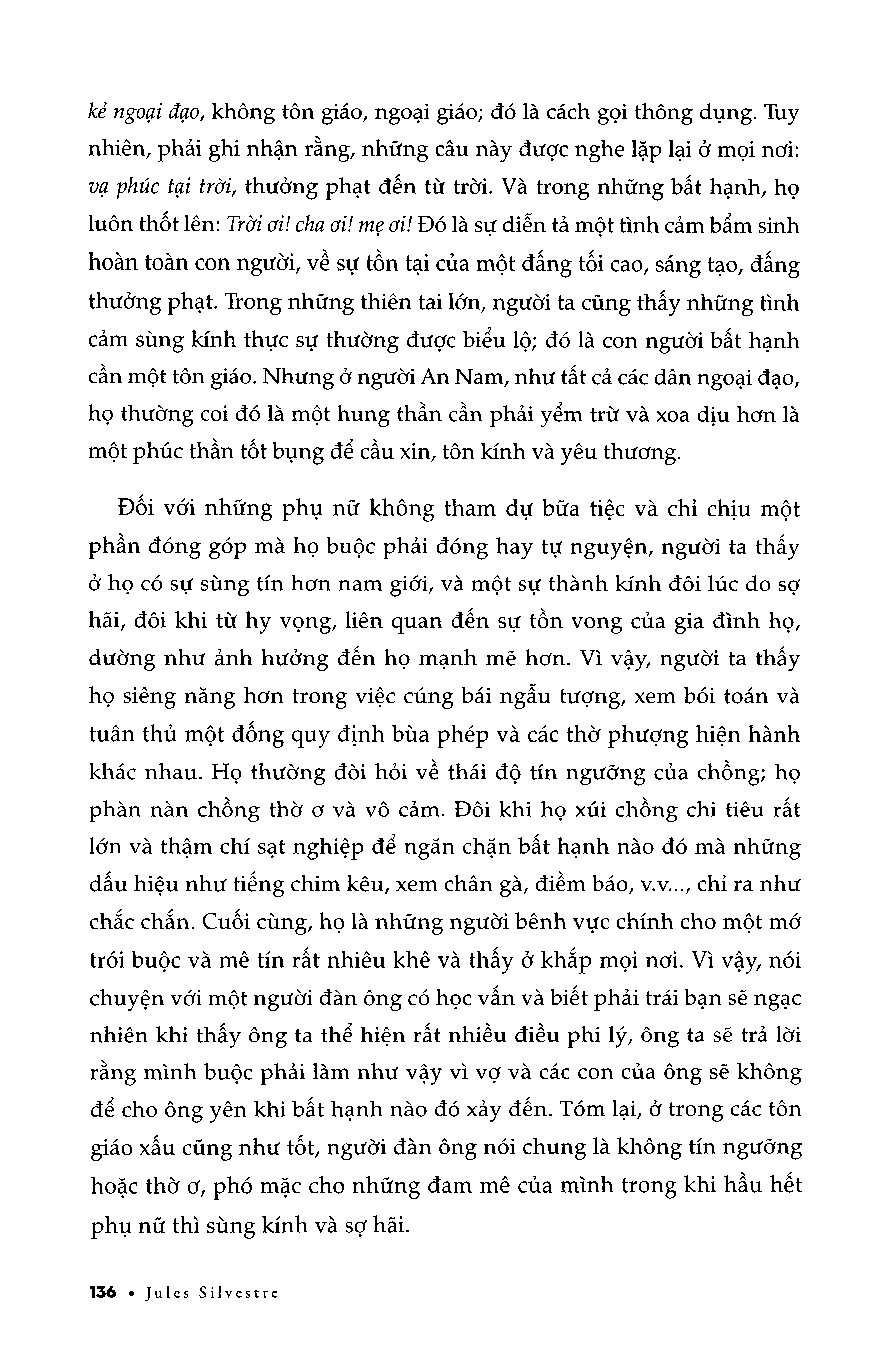 kẻ ngoại đạo, không tôn giáo, ngoại giáo; đó là cách gọi thông dụng. Tuy
nhiên, phải ghi nhận rằng, những câu này được nghe lặp lại ở mọi nơi:
vạ phúc tại trời, thưởng phạt đến từ trời. Và trong những bất hạnh, họ
luôn thốt lên: Trời ơi! cha ơi! mẹ ơi! Đó là sự diễn tả một tình cảm bẩm sinh
hoàn toàn con người, về sự tồn tại của một đấng tối cao, sáng tạo, đấng
thưởng phạt. Trong những thiên tai lớn, người ta cũng thấy những tình
cảm sùng kính thực sự thường được biểu lộ; đó là con người bất hạnh
cần một tôn giáo. Nhưng ở người An Nam, như tất cả các dân ngoại đạo,
họ thường coi đó là một hung thần cần phải yểm trừ và xoa dịu hơn là
một phúc thần tốt bụng để cầu xin, tôn kính và yêu thương.
Đối với những phụ nữ không tham dự bữa tiệc và chỉ chịu một
phần đóng góp mà họ buộc phải đóng hay tự nguyện, người ta thấy
ở họ có sự sùng tín hơn nam giới, và một sự thành kính đôi lúc do sợ
hãi, đôi khi từ hy vọng, liên quan đến sự tồn vong của gia đình họ,
dường như ảnh hưởng đến họ mạnh mẽ hơn. Vì vậy, người ta thấy
họ siêng năng hơn trong việc cúng bái ngẫu tượng, xem bói toán và
tuân thủ một đống quy định bùa phép và các thờ phượng hiện hành
khác nhau. Họ thường đòi hỏi về thái độ tín ngưỡng của chồng; họ
phàn nàn chồng thờ ơ và vô cảm. Đôi khi họ xúi chồng chi tiêu rất
lớn và thậm chí sạt nghiệp để ngăn chặn bất hạnh nào đó mà những
dấu hiệu như tiếng chim kêu, xem chân gà, điềm báo, v.v..., chỉ ra như
chắc chắn. Cuối cùng, họ là những người bênh vực chính cho một mớ
trói buộc và mê tín rất nhiêu khê và thấy ở khắp mọi nơi. Vì vậy, nói
chuyện với một người đàn ông có học vấn và biết phải trái bạn sẽ ngạc
nhiên khi thấy ông ta thể hiện rất nhiều điều phi lý, ông ta sẽ trả lời
rằng mình buộc phải làm như vậy vì vợ và các con của ông sẽ không
để cho ông yên khi bất hạnh nào đó xảy đến. Tóm lại, ở trong các tôn
giáo xấu cũng như tốt, người đàn ông nói chung là không tín ngưỡng
hoặc thờ ơ, phó mặc cho những đam mê của mình trong khi hầu hết
phụ nữ thì sùng kính và sợ hãi.
136 • Jules Silvestre